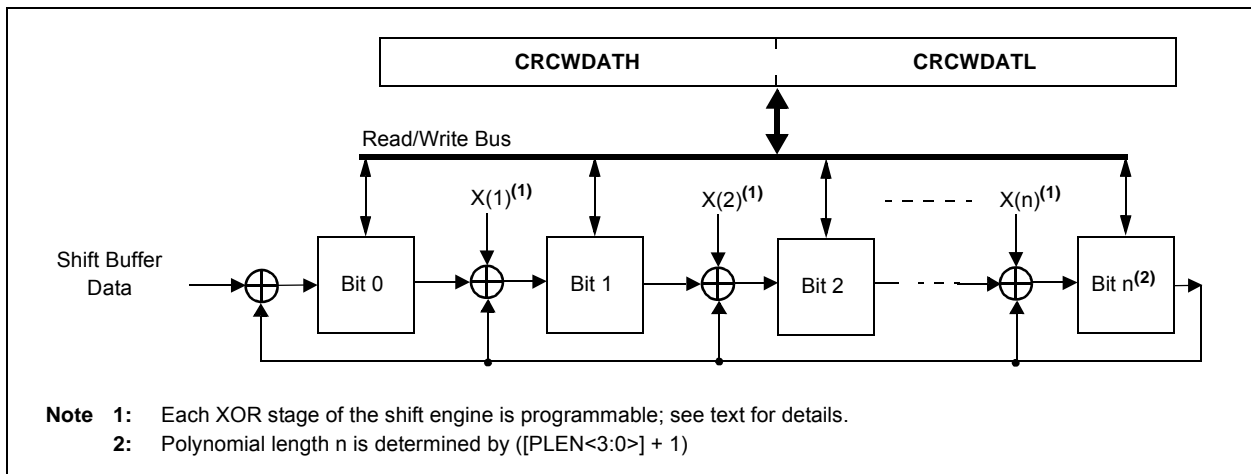 CRCWDATH CRCWDATL
Read/Write Bus
X(1)(1) X(2)(1) X(n)(1)
Shift Buffer
Data
Bit 0 Bit 1 Bit 2 Bit n(2)
Note 1: Each XOR stage of the shift engine is programmable; see text for details.
2: Polynomial length n is determined by ([PLEN<3:0>] + 1)